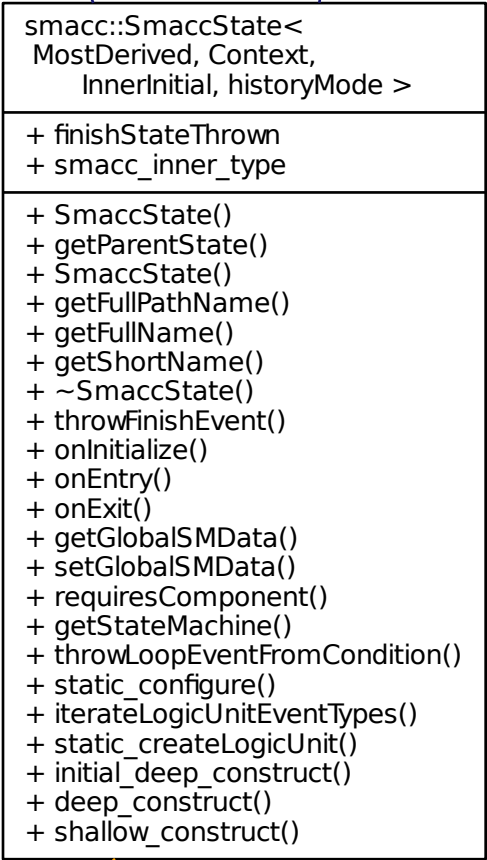 smacc::SmaccState<
MostDerived, Context,
InnerInitial, historyMode >
+ finishStateThrown
+ smacc_inner_type
+ SmaccState()
+ getParentState()
+ SmaccState()
+ getFullPathName()
+ getFullName()
+ getShortName()
+ ~SmaccState()
+ throwFinishEvent()
+ onInitialize()
+ onEntry()
+ onExit()
+ getGlobalSMData()
+ setGlobalSMData()
+ requiresComponent()
+ getStateMachine()
+ throwLoopEventFromCondition()
+ static_configure()
+ iterateLogicUnitEventTypes()
+ static_createLogicUnit()
+ initial_deep_construct()
+ deep_construct()
+ shallow_construct()